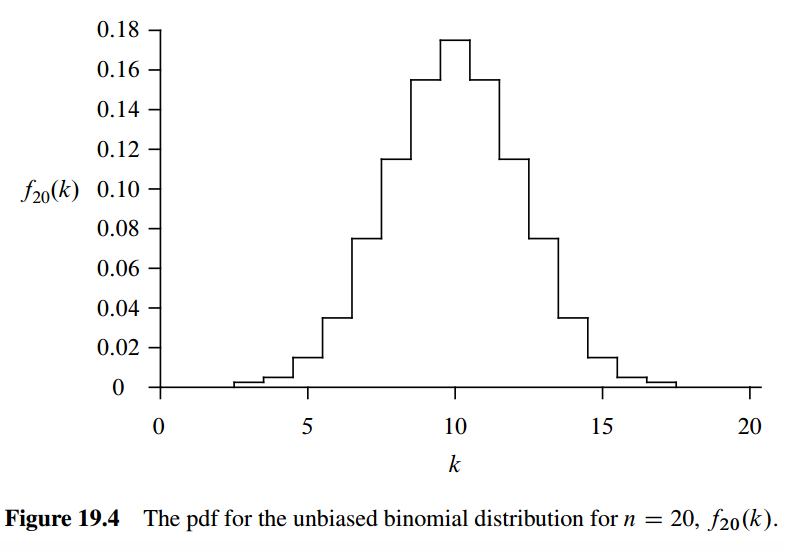 0.18
0.16
0.14
0.12
f₂₀(k) 0.10
0.08
0.06
0.04
0.02
0
0 5 10 15 20
k
Figure 19.4 The pdf for the unbiased binomial distribution for n = 20, f₂₀(k).